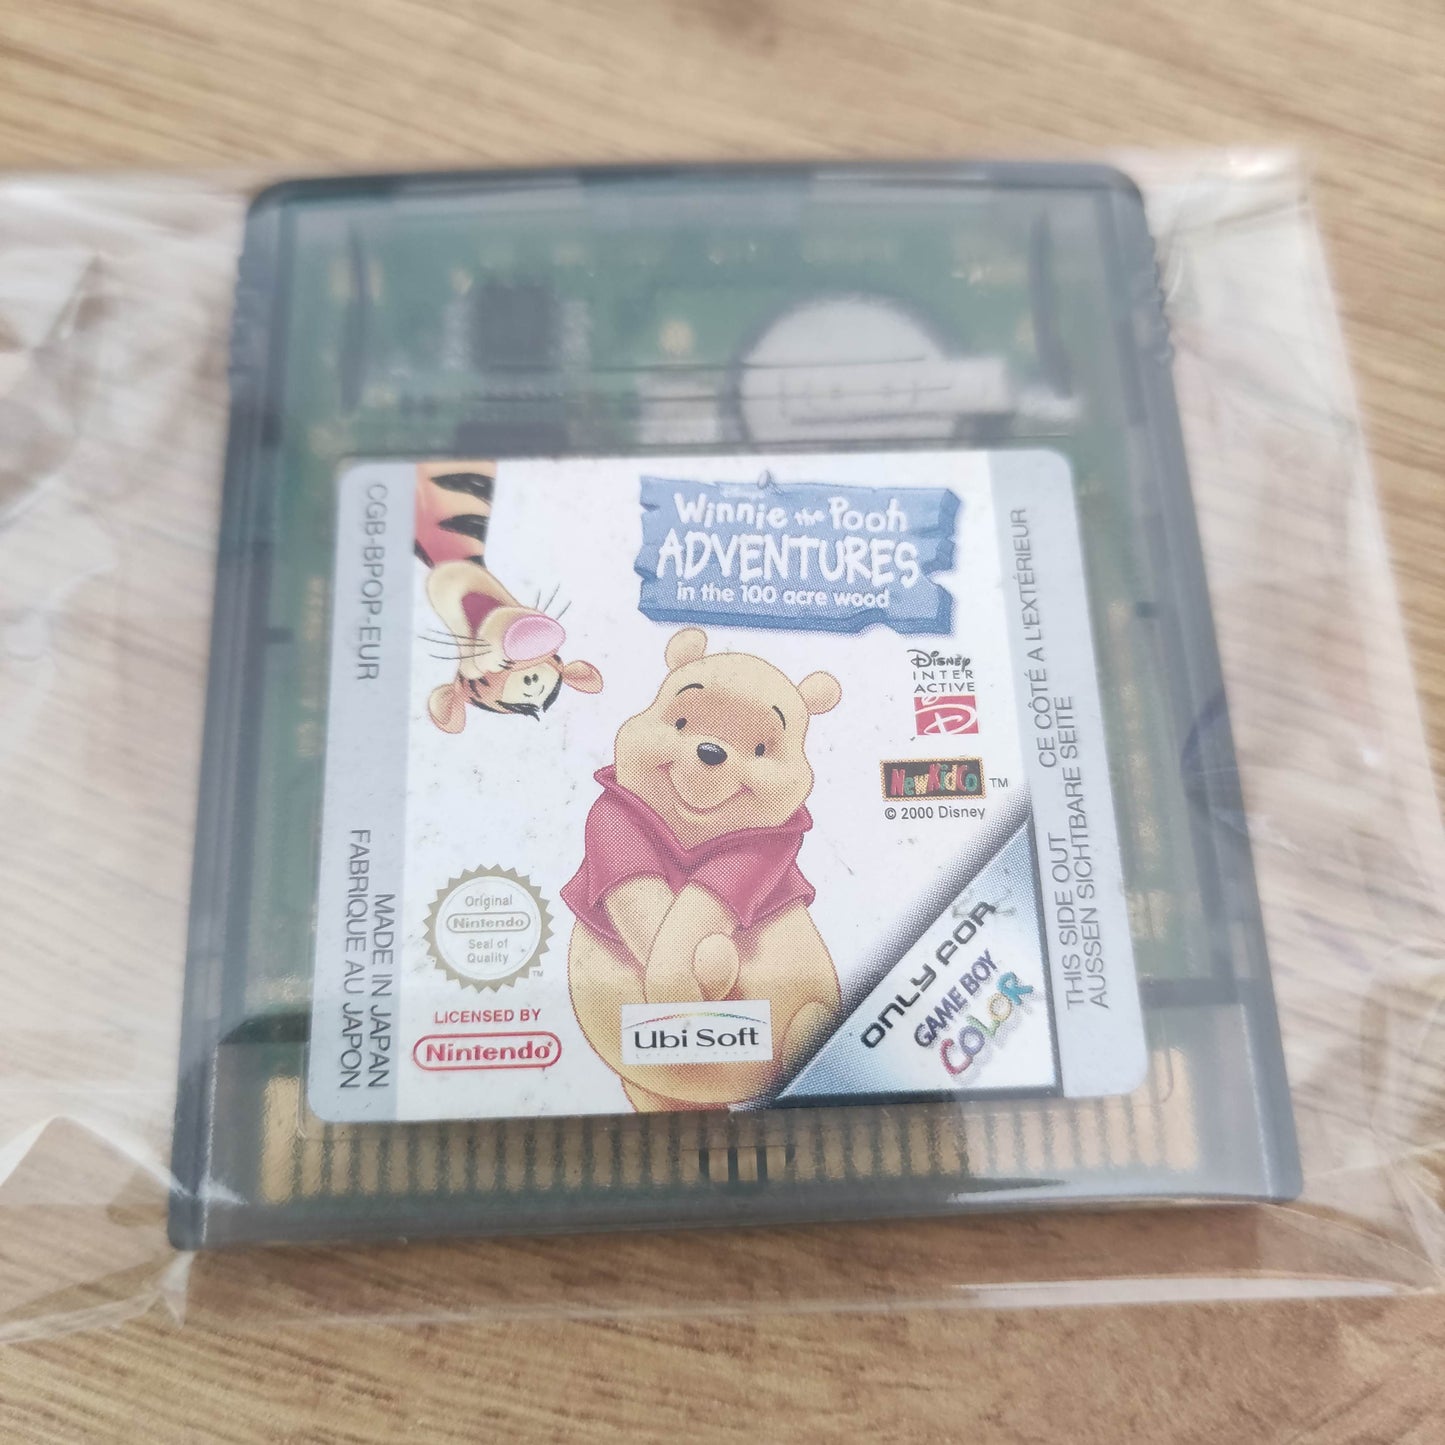 CGB-BPOP-EUR
Disney's
Winnie the Pooh
ADVENTURES
in the 100 acre wood
DISNEY
INTER
ACTIVE
D
NewKidCo TM
© 2000 Disney
Original
Nintendo
Seal of
Quality
TM
LICENSED BY
Nintendo®
Ubi Soft
ONLY FOR
GAME BOY
COLOR
MADE IN JAPAN
FABRIQUE AU JAPON
CE CÔTÉ A L'EXTÉRIEUR
THIS SIDE OUT
AUSSEN SICHTBARE SEITE